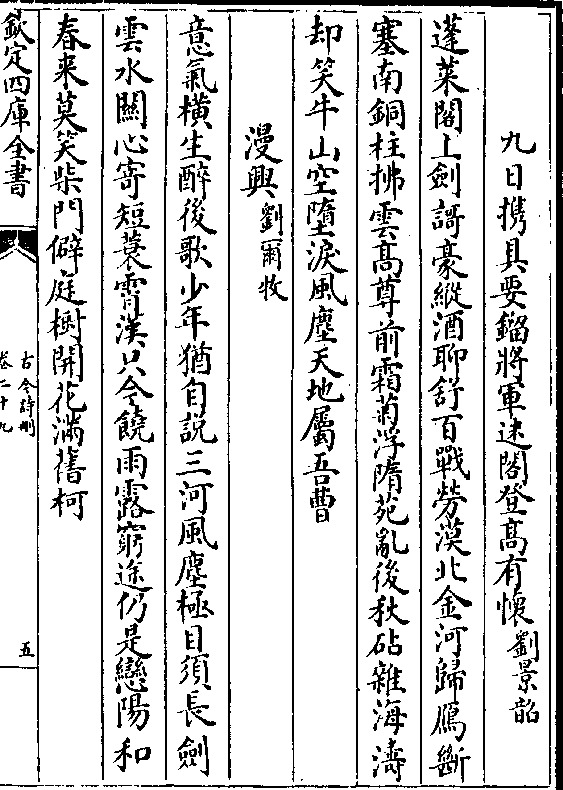 九日携具要鎦將軍逑閣登高有懷劉景韶
蓬莱閣上劍謌豪縱酒聊舒百戰勞漠北金河歸鴈斷
塞南銅柱拂雲高尊前霜菊浮隋苑亂後秋砧雜海濤
却笑牛山空墮淚風塵天地屬吾曹
漫興劉爾牧
意氣横生醉後歌少年猶自説三河風塵極目須長劍
雲水關心寄短蓑霄漢只今饒雨露窮途仍是戀陽和
春来莫笑柴門僻庭樹開花滿舊柯
欽定四庫全書
古今詩刪
卷二十九
五